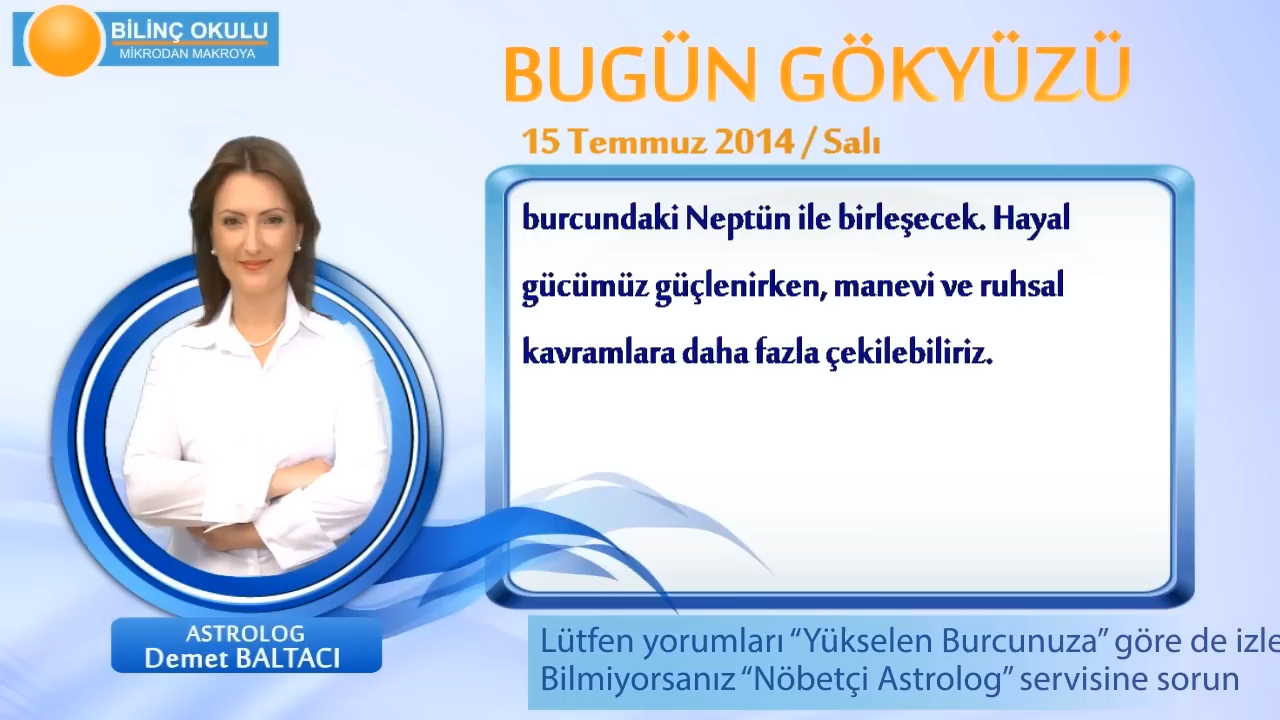 BİLİNÇ OKULU
MİKRODAN MAKROYA
BUGÜN GÖKYÜZÜ
15 Temmuz 2014 / Salı
burcundaki Neptün ile birleşecek. Hayal
gücümüz güçlenirken, manevi ve ruhsal
kavramlara daha fazla çekilebiliriz.
ASTROLOG
Demet BALTACI
Lütfen yorumları “Yükselen Burcunuza” göre de izle
Bilmiyorsanız “Nöbetçi Astrolog” servisine sorun